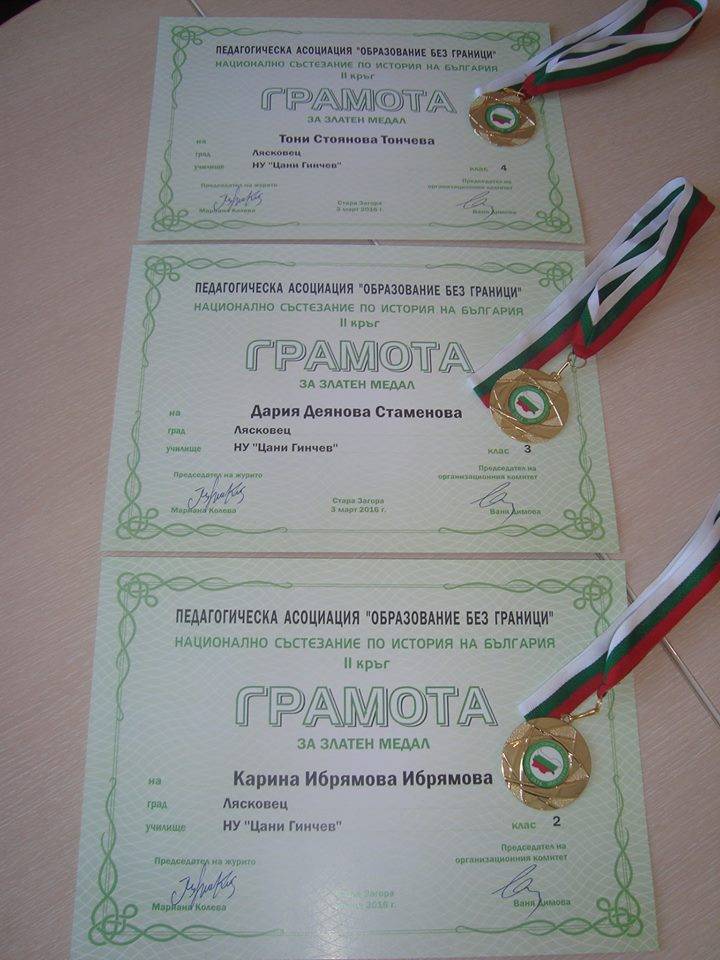 ПЕДАГОГИЧЕСКА АСОЦИАЦИЯ "ОБРАЗОВАНИЕ БЕЗ ГРАНИЦИ"
НАЦИОНАЛНО СЪСТЕЗАНИЕ ПО ИСТОРИЯ НА БЪЛГАРИЯ
II кръг
ГРАМОТА
ЗА ЗЛАТЕН МЕДАЛ
на Тони Стоянова Тончева
град Лясковец
училище НУ "Цани Гинчев" клас 4
Председател на журито Председател на
организационния комитет
Мариана Колева Стара Загора Ваня Димова
3 март 2016 г.
ПЕДАГОГИЧЕСКА АСОЦИАЦИЯ "ОБРАЗОВАНИЕ БЕЗ ГРАНИЦИ"
НАЦИОНАЛНО СЪСТЕЗАНИЕ ПО ИСТОРИЯ НА БЪЛГАРИЯ
II кръг
ГРАМОТА
ЗА ЗЛАТЕН МЕДАЛ
на Дария Деянова Стаменова
град Лясковец
училище НУ "Цани Гинчев" клас 3
Председател на журито Председател на
организационния комитет
Стара Загора
Мариана Колева 3 март 2016 г. Ваня Димова
ПЕДАГОГИЧЕСКА АСОЦИАЦИЯ "ОБРАЗОВАНИЕ БЕЗ ГРАНИЦИ"
НАЦИОНАЛНО СЪСТЕЗАНИЕ ПО ИСТОРИЯ НА БЪЛГАРИЯ
II кръг
ГРАМОТА
ЗА ЗЛАТЕН МЕДАЛ
на Карина Ибрямова Ибрямова
град Лясковец
училище НУ "Цани Гинчев" клас 2
Председател на журито Председател на
организационния комитет
Загора
Мариана Колева 2016 г. Ваня Димова